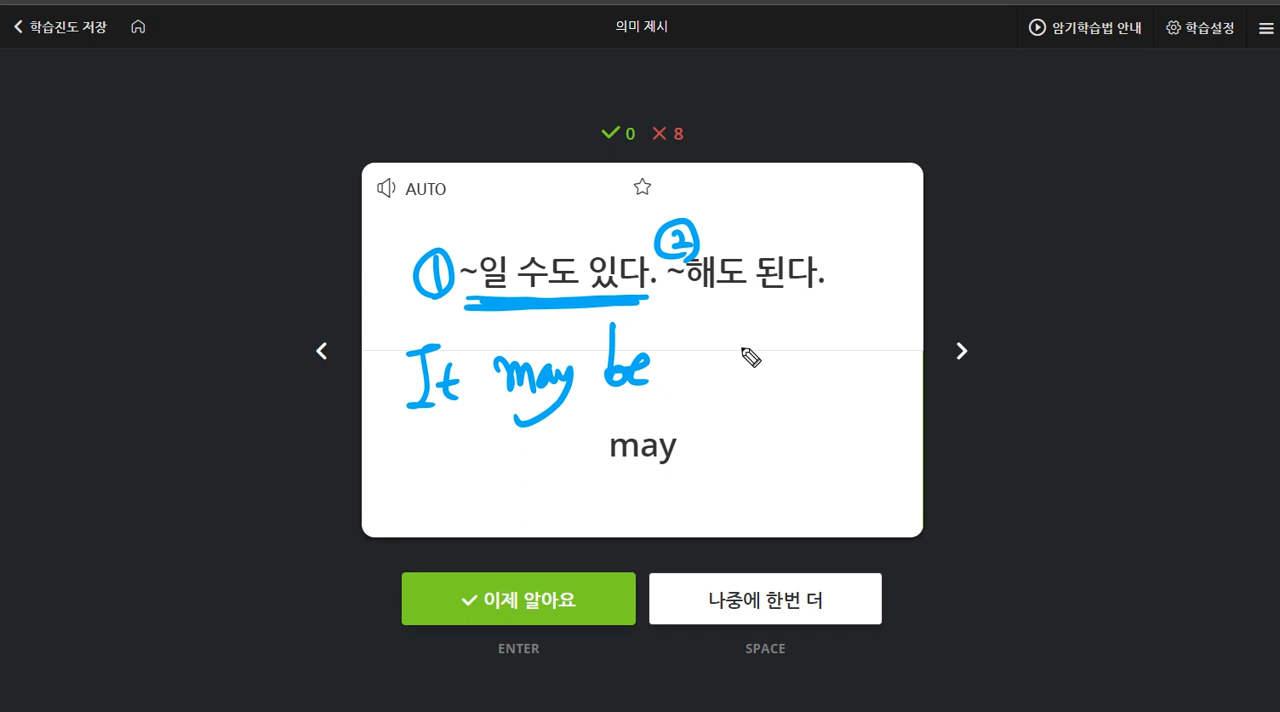 학습진도 저장
의미 제시
암기학습법 안내
학습설정
0 8
AUTO
②
① ~일 수도 있다. ~해도 된다.
It may be
may
이제 알아요
나중에 한번 더
ENTER
SPACE